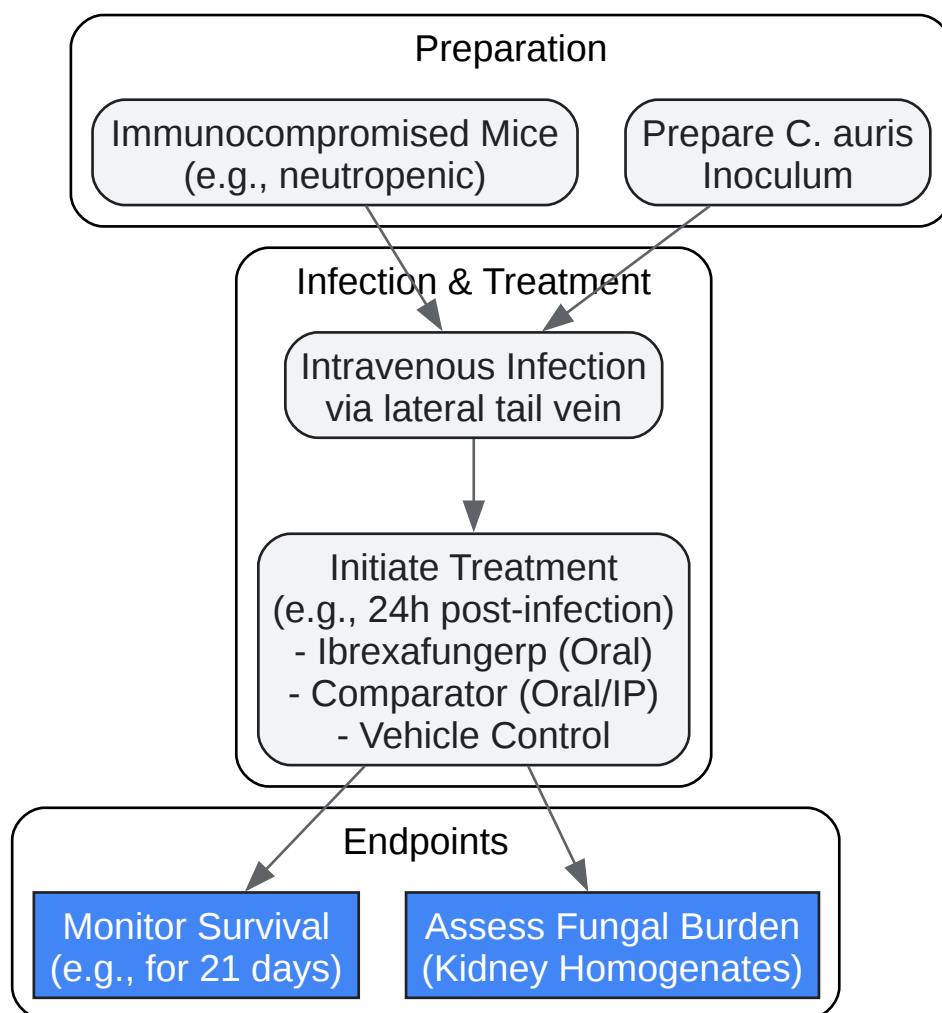 Preparation
Immunocompromised Mice
(e.g., neutropenic)
Prepare C. auris
Inoculum
Infection & Treatment
Intravenous Infection
via lateral tail vein
Initiate Treatment
(e.g., 24h post-infection)
- Ibrexafungerp (Oral)
- Comparator (Oral/IP)
- Vehicle Control
Endpoints
Monitor Survival
(e.g., for 21 days)
Assess Fungal Burden
(Kidney Homogenates)